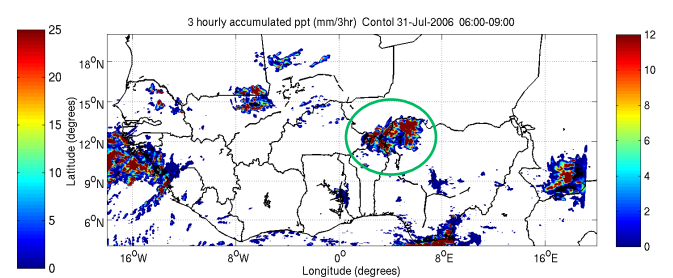 3 hourly accumulated ppt (mm/3hr) Contol 31-Jul-2006 06:00-09:00
25
20
15
10
5
0
Latitude (degrees)
18°N
15°N
12°N
9°N
6°N
16°W
8°W
0°
8°E
16°E
Longitude (degrees)
12
10
8
6
4
2
0